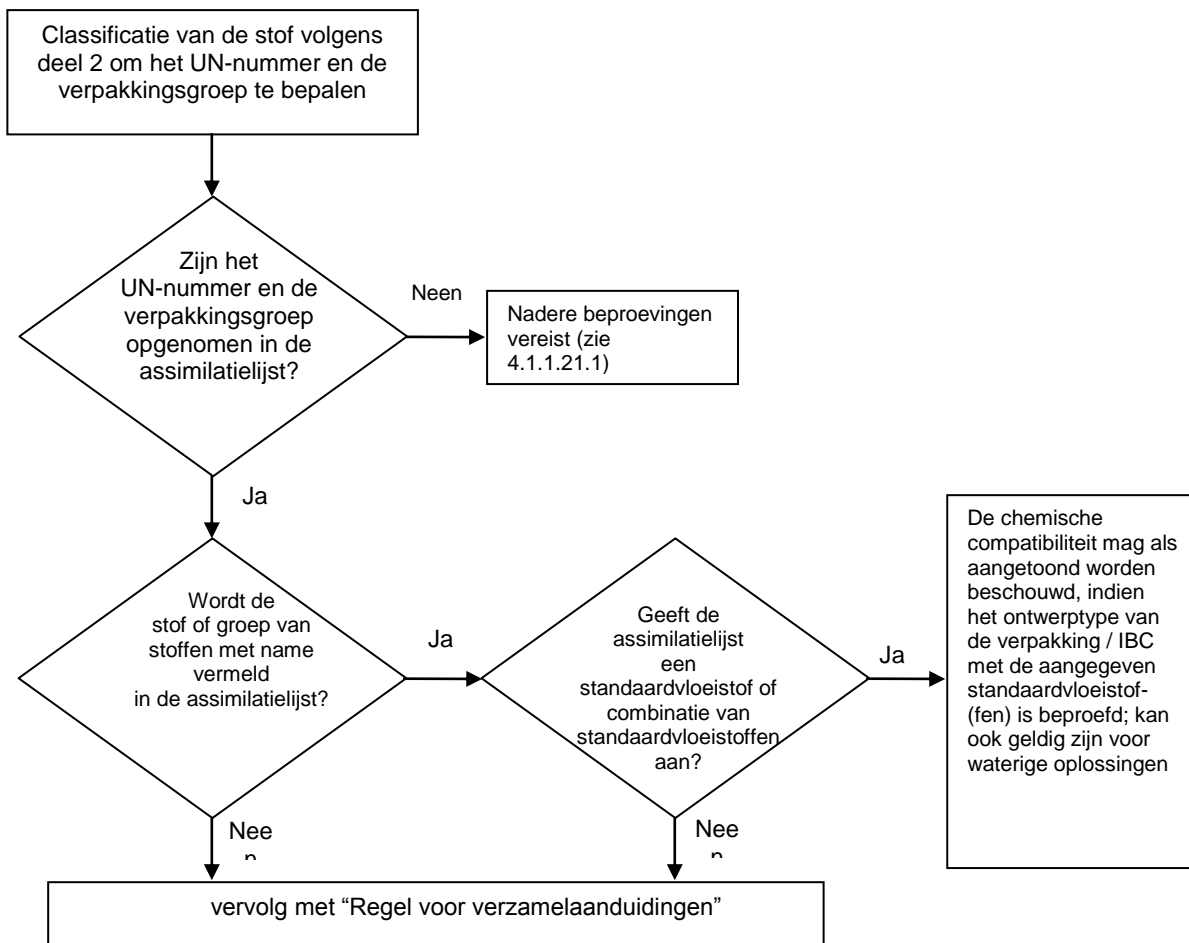 Classificatie van de stof volgens
deel 2 om het UN-nummer en de
verpakkingsgroep te bepalen
Zijn het
UN-nummer en de
verpakkingsgroep
opgenomen in de
assimilatielijst?
Neen
Nadere beproevingen
vereist (zie
4.1.1.21.1)
Ja
Wordt de
stof of groep van
stoffen met name
vermeld
in de assimilatielijst?
Ja
Geeft de
assimilatielijst
een
standaardvloeistof of
combinatie van
standaardvloeistoffen
aan?
Ja
De chemische
compatibiliteit mag als
aangetoond worden
beschouwd, indien
het ontwerptype van
de verpakking / IBC
met de aangegeven
standaardvloeistof-
(fen) is beproefd; kan
ook geldig zijn voor
waterige oplossingen
Nee
n
Nee
n
vervolg met “Regel voor verzamelaanduidingen”